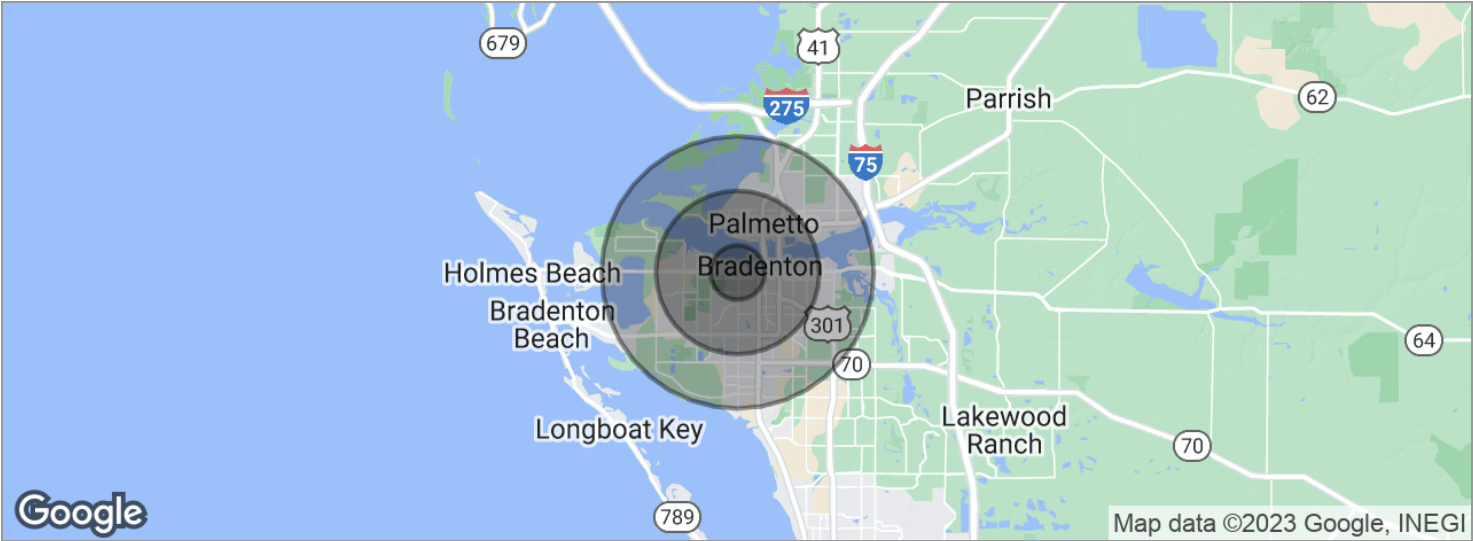 679
41
275
Parrish
62
75
Palmetto
Bradenton
Holmes Beach
Bradenton
Beach
301
64
70
Lakewood
Ranch
Longboat Key
70
789
Google
Map data ©2023 Google, INEGI